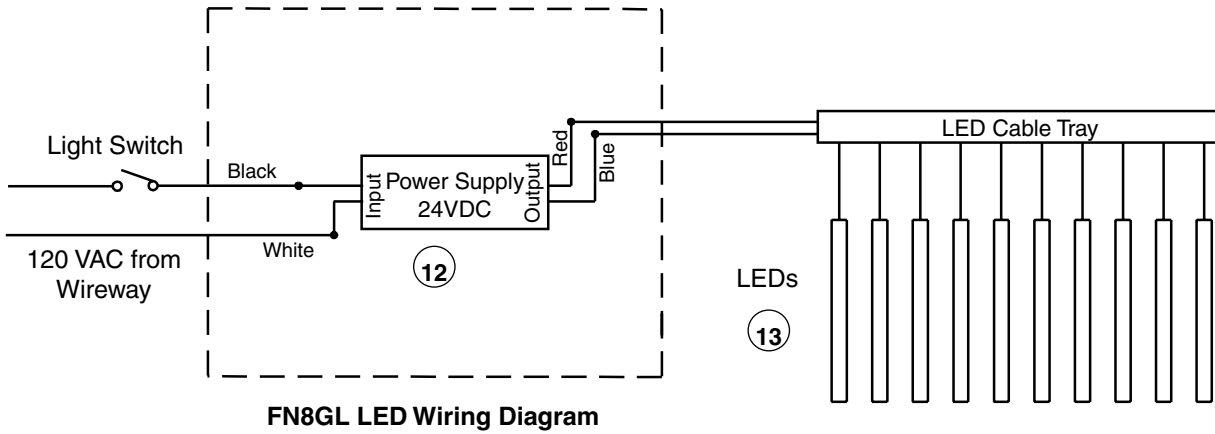 Light Switch
Black
White
120 VAC from
Wireway
Input
Power Supply
24VDC
Output
12
Red
Blue
LED Cable Tray
LEDs
13
FN8GL LED Wiring Diagram